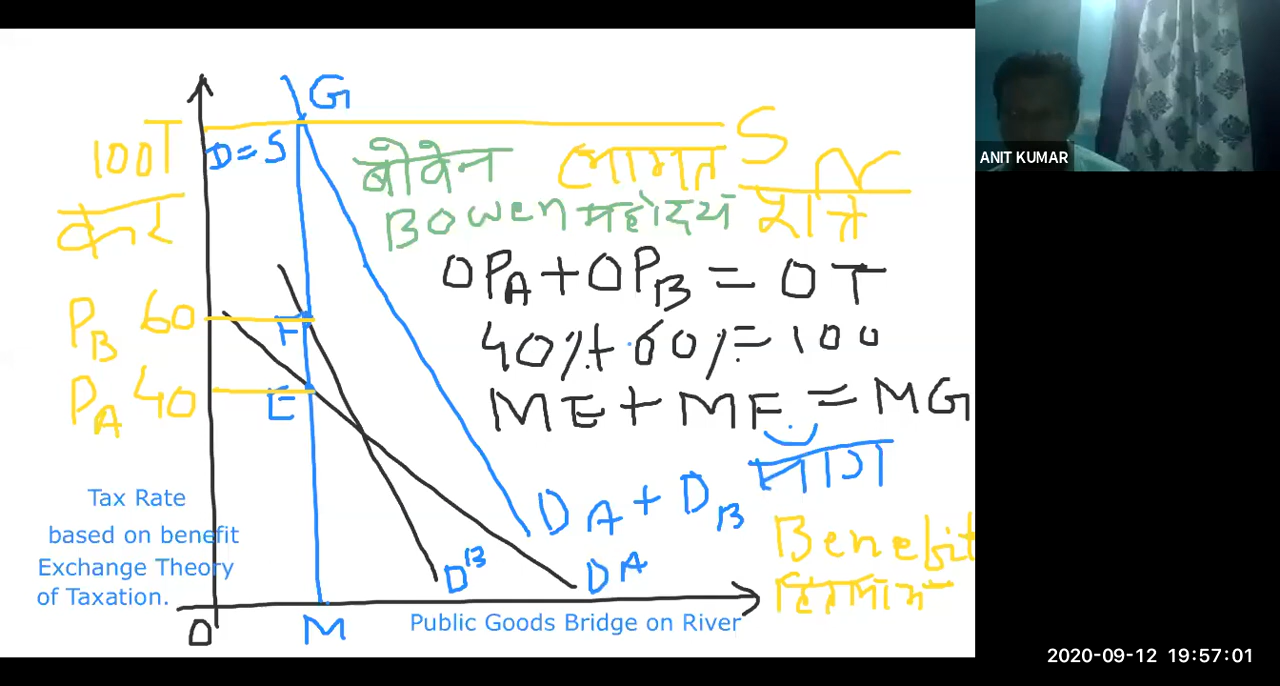 G
100T
D = S
S
बोवेन
लागत
कर
Bowen महोदय
OPA + OPB = OT
PB 60
F
40% + 60% = 100
PA 40
E
ME + MF = MG
मांग
DA + DB
Tax Rate
based on benefit
Exchange Theory
of Taxation.
Benefit
DB
DA
O
M
Public Goods Bridge on River
ANIT KUMAR
2020-09-12 19:57:01